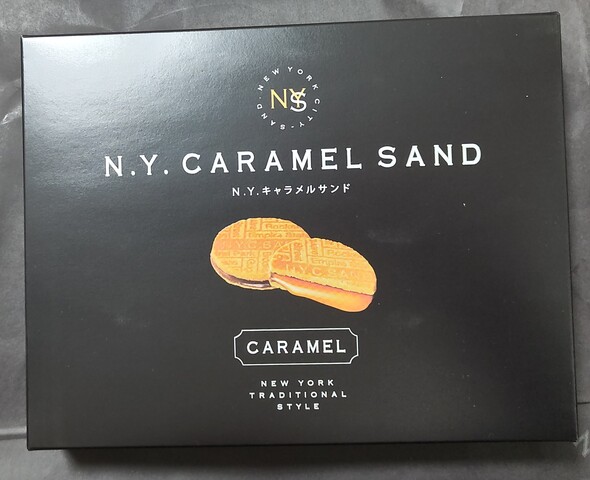 NEW YORK CITY - SAND -
NYS
N.Y. CARAMEL SAND
N.Y.キャラメルサンド
N.Y.C.SAND
CARAMEL
NEW YORK
TRADITIONAL
STYLE